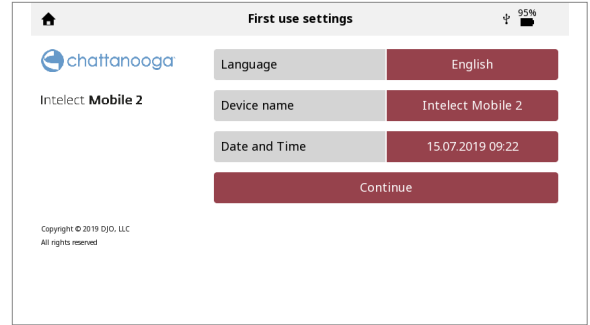 First use settings
95%
chattanooga
Language
English
Intelect Mobile 2
Device name
Intelect Mobile 2
Date and Time
15.07.2019 09:22
Continue
Copyright © 2019 DJO, LLC
All rights reserved